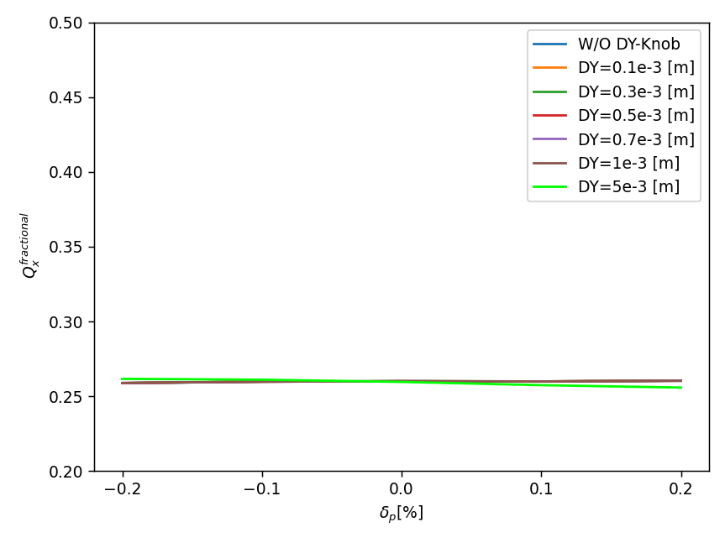 0.50
0.45
0.40
0.35
0.30
0.25
0.20
Q_x^{fractional}
−0.2 −0.1 0.0 0.1 0.2
δ_p[%]
W/O DY-Knob
DY=0.1e-3 [m]
DY=0.3e-3 [m]
DY=0.5e-3 [m]
DY=0.7e-3 [m]
DY=1e-3 [m]
DY=5e-3 [m]